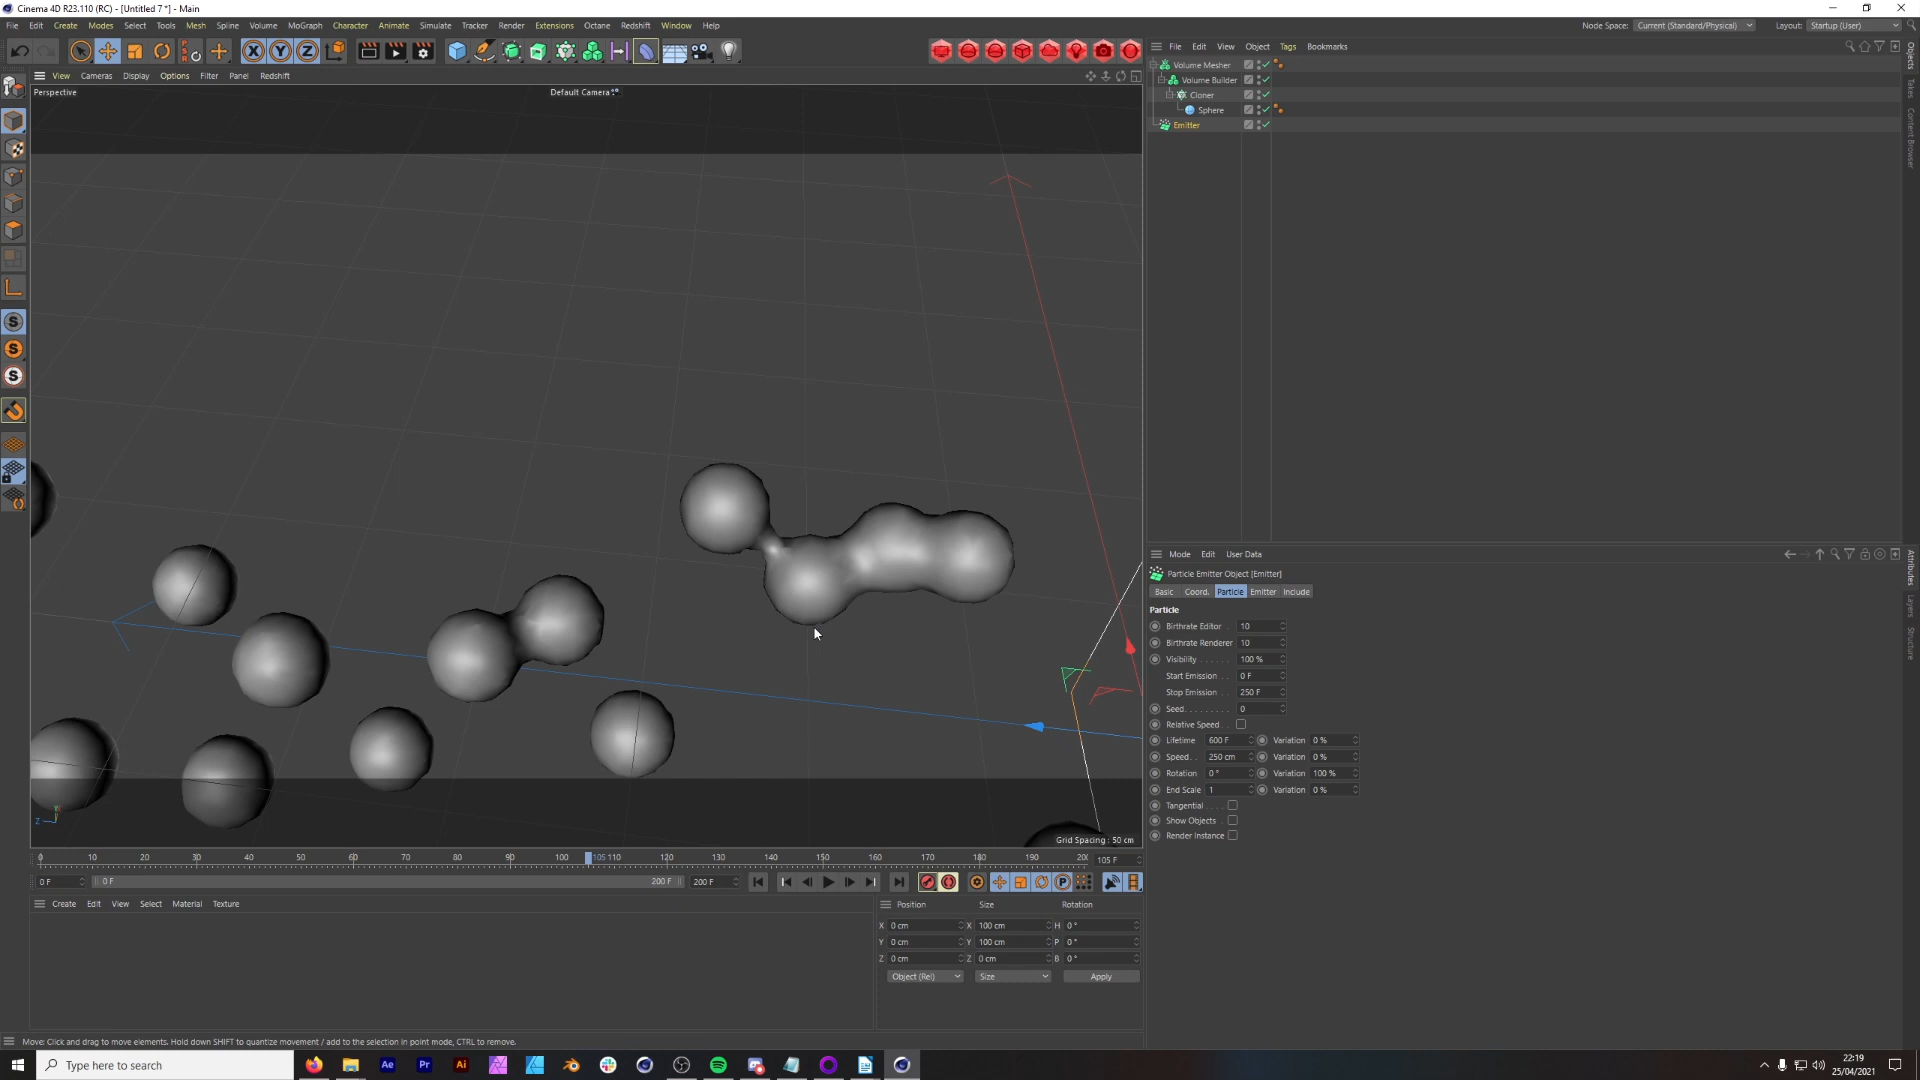 Cinema 4D R23.110 (RC) - [Untitled 7 *] - Main
File Edit Create Modes Select Tools Mesh Spline Volume MoGraph Character Animate Simulate Tracker Render Extensions Octane Redshift Window Help
Node Space: Current (Standard/Physical) Layout: Startup (User)
File Edit View Object Tags Bookmarks
View Cameras Display Options Filter Panel Redshift
Perspective
Default Camera
Volume Mesher
Volume Builder
Cloner
Sphere
Emitter
Objects
Takes
Content Browser
Mode Edit User Data
Particle Emitter Object [Emitter]
Basic Coord. Particle Emitter Include
Particle
Birthrate Editor . 10
Birthrate Renderer 10
Visibility . . . . . . 100 %
Start Emission . . 0 F
Stop Emission . . 250 F
Seed. . . . . . . . . 0
Relative Speed . .
Lifetime 600 F Variation 0 %
Speed. . 250 cm Variation 0 %
Rotation 0 ° Variation 100 %
End Scale 1 Variation 0 %
Tangential . . . .
Show Objects .
Render Instance
Attributes
Layers
Structure
Z
Grid Spacing : 50 cm
0 10 20 30 40 50 60 70 80 90 100 105 110 120 130 140 150 160 170 180 190 200 105 F
0 F 0 F 200 F 200 F
Create Edit View Select Material Texture
Position Size Rotation
X 0 cm X 100 cm H 0 °
Y 0 cm Y 100 cm P 0 °
Z 0 cm Z 0 cm B 0 °
Object (Rel) Size Apply
Move: Click and drag to move elements. Hold down SHIFT to quantize movement / add to the selection in point mode, CTRL to remove.
Type here to search
Ae Pr Ai
22:19
25/04/2021